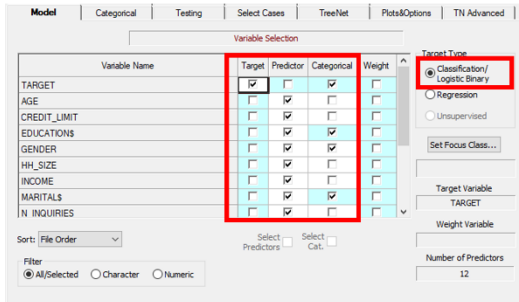 Model Categorical Testing Select Cases TreeNet Plots&Options TN Advanced
Variable Selection
Variable Name Target Predictor Categorical Weight
TARGET
AGE
CREDIT_LIMIT
EDUCATION$
GENDER
HH_SIZE
INCOME
MARITAL$
N INQUIRIES
Sort: File Order
Select Predictors
Select Cat.
Filter
All/Selected Character Numeric
Target Type
Classification/
Logistic Binary
Regression
Unsupervised
Set Focus Class...
Target Variable
TARGET
Weight Variable
Number of Predictors
12